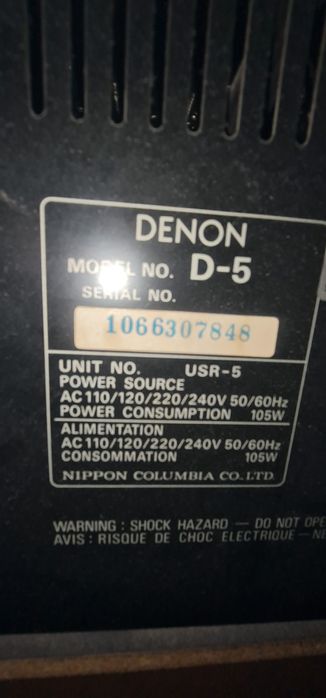 DENON
MODEL NO. D-5
SERIAL NO.
1066307848
UNIT NO. USR-5
POWER SOURCE
AC 110/120/220/240V 50/60Hz
POWER CONSUMPTION 105W
ALIMENTATION
AC 110/120/220/240V 50/60Hz
CONSOMMATION 105W
NIPPON COLUMBIA CO. LTD.
WARNING : SHOCK HAZARD — DO NOT
AVIS : RISQUE DE CHOC ELECTRIQUE —